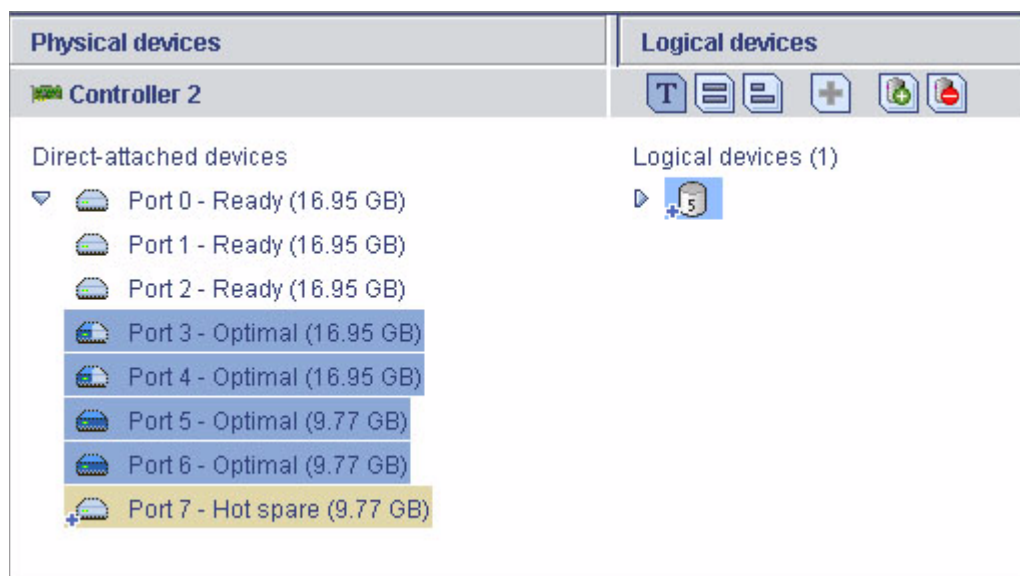 Physical devices
Logical devices
Controller 2
T
Direct-attached devices
Logical devices (1)
Port 0 - Ready (16.95 GB)
5
Port 1 - Ready (16.95 GB)
Port 2 - Ready (16.95 GB)
Port 3 - Optimal (16.95 GB)
Port 4 - Optimal (16.95 GB)
Port 5 - Optimal (9.77 GB)
Port 6 - Optimal (9.77 GB)
Port 7 - Hot spare (9.77 GB)